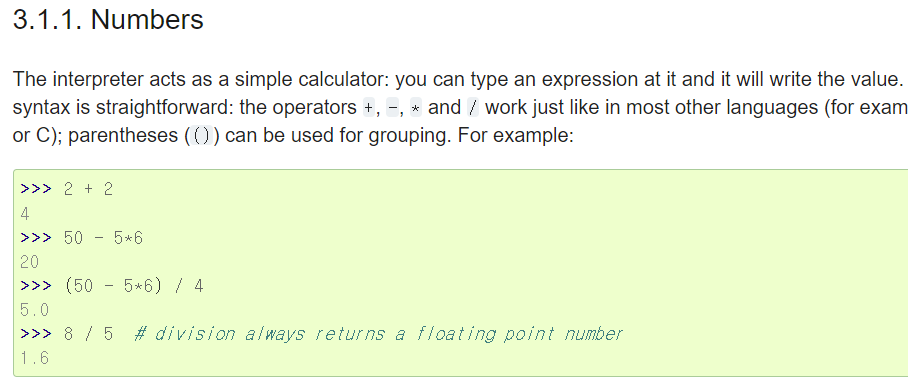 3.1.1. Numbers
The interpreter acts as a simple calculator: you can type an expression at it and it will write the value.
syntax is straightforward: the operators +, -, * and / work just like in most other languages (for exam
or C); parentheses (()) can be used for grouping. For example:
>>> 2 + 2
4
>>> 50 - 5*6
20
>>> (50 - 5*6) / 4
5.0
>>> 8 / 5  # division always returns a floating point number
1.6